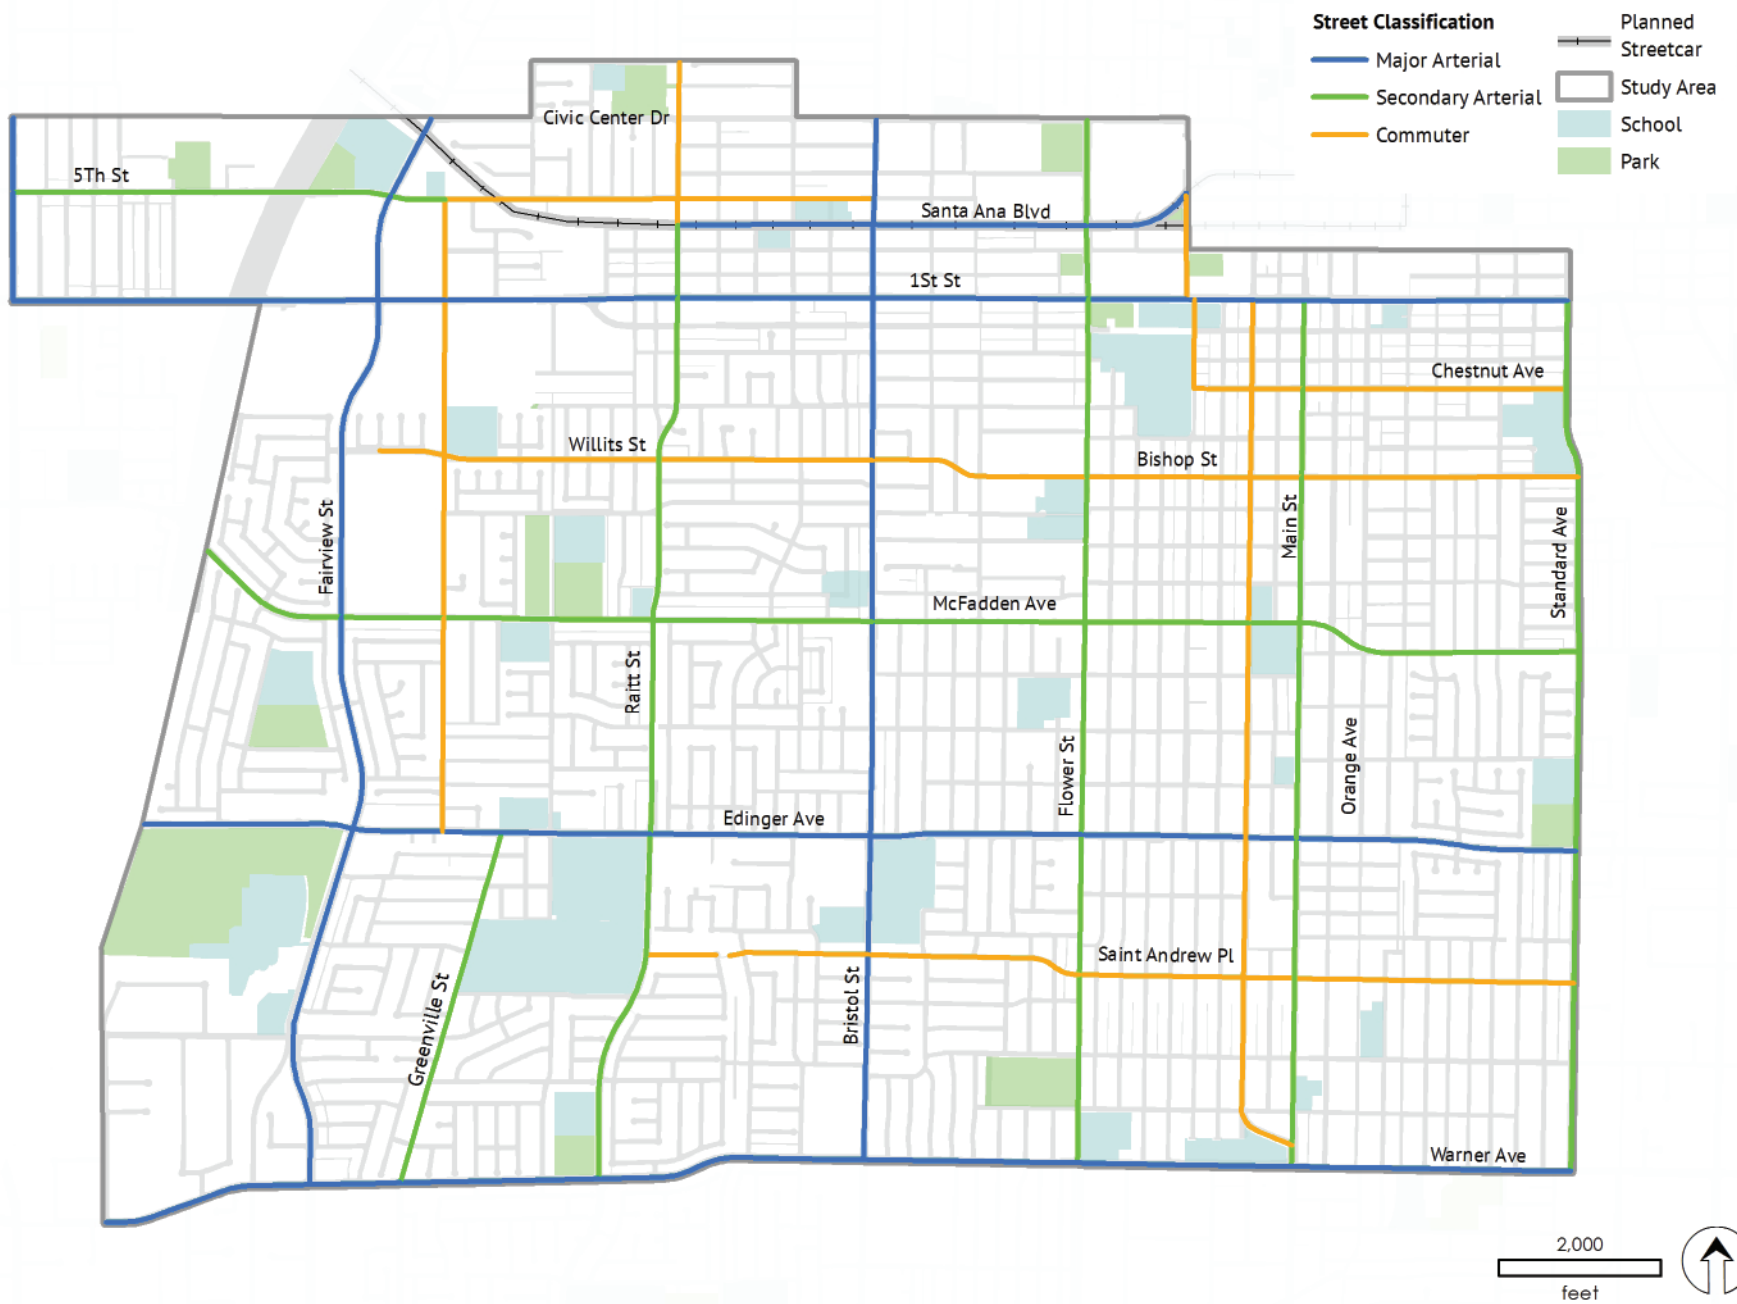 Street Classification
Major Arterial
Secondary Arterial
Commuter
Planned
Streetcar
Study Area
School
Park
Civic Center Dr
5Th St
Santa Ana Blvd
1St St
Chestnut Ave
Willits St
Bishop St
Fairview St
Main St
Standard Ave
McFadden Ave
Raitt St
Flower St
Orange Ave
Edinger Ave
Saint Andrew Pl
Greenville St
Bristol St
Warner Ave
2,000
feet